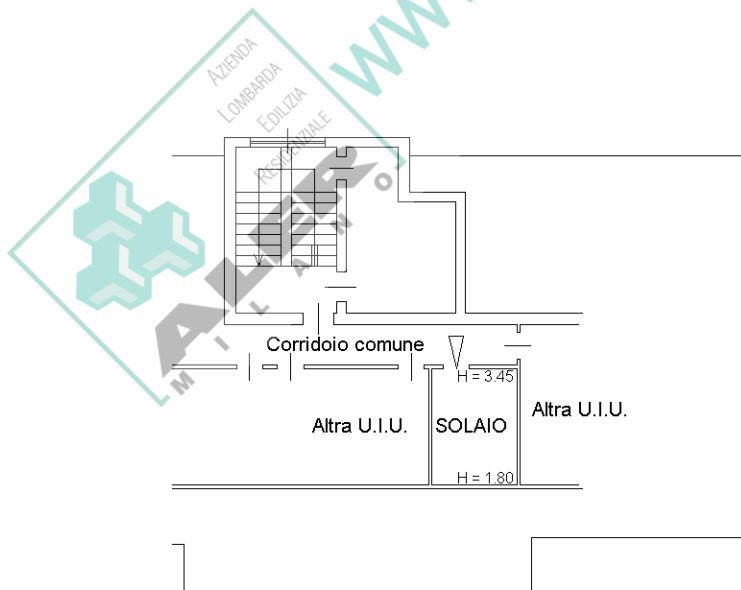 WWW
AZIENDA
LOMBARDA
EDILIZIA
RESIDENZIALE
ALER
MILANO
Corridoio comune
H = 3.45
Altra U.I.U.
SOLAIO
Altra U.I.U.
H = 1.80